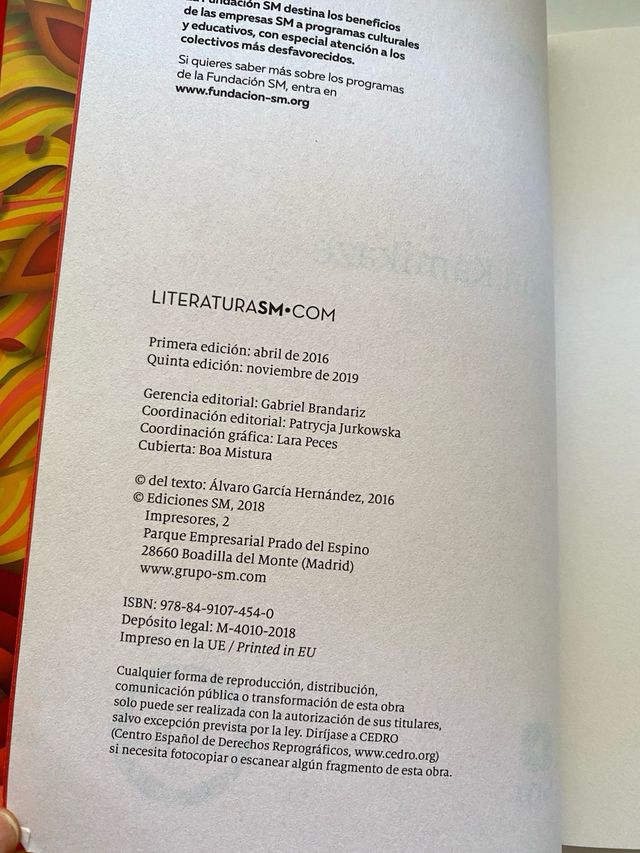 La Fundación SM destina los beneficios
de las empresas SM a programas culturales
y educativos, con especial atención a los
colectivos más desfavorecidos.
Si quieres saber más sobre los programas
de la Fundación SM, entra en
www.fundacion-sm.org
LITERATURASM•COM
Primera edición: abril de 2016
Quinta edición: noviembre de 2019
Gerencia editorial: Gabriel Brandariz
Coordinación editorial: Patrycja Jurkowska
Coordinación gráfica: Lara Peces
Cubierta: Boa Mistura
© del texto: Álvaro García Hernández, 2016
© Ediciones SM, 2018
Impresores, 2
Parque Empresarial Prado del Espino
28660 Boadilla del Monte (Madrid)
www.grupo-sm.com
ISBN: 978-84-9107-454-0
Depósito legal: M-4010-2018
Impreso en la UE / Printed in EU
Cualquier forma de reproducción, distribución,
comunicación pública o transformación de esta obra
solo puede ser realizada con la autorización de sus titulares,
salvo excepción prevista por la ley. Diríjase a CEDRO
(Centro Español de Derechos Reprográficos, www.cedro.org)
si necesita fotocopiar o escanear algún fragmento de esta obra.